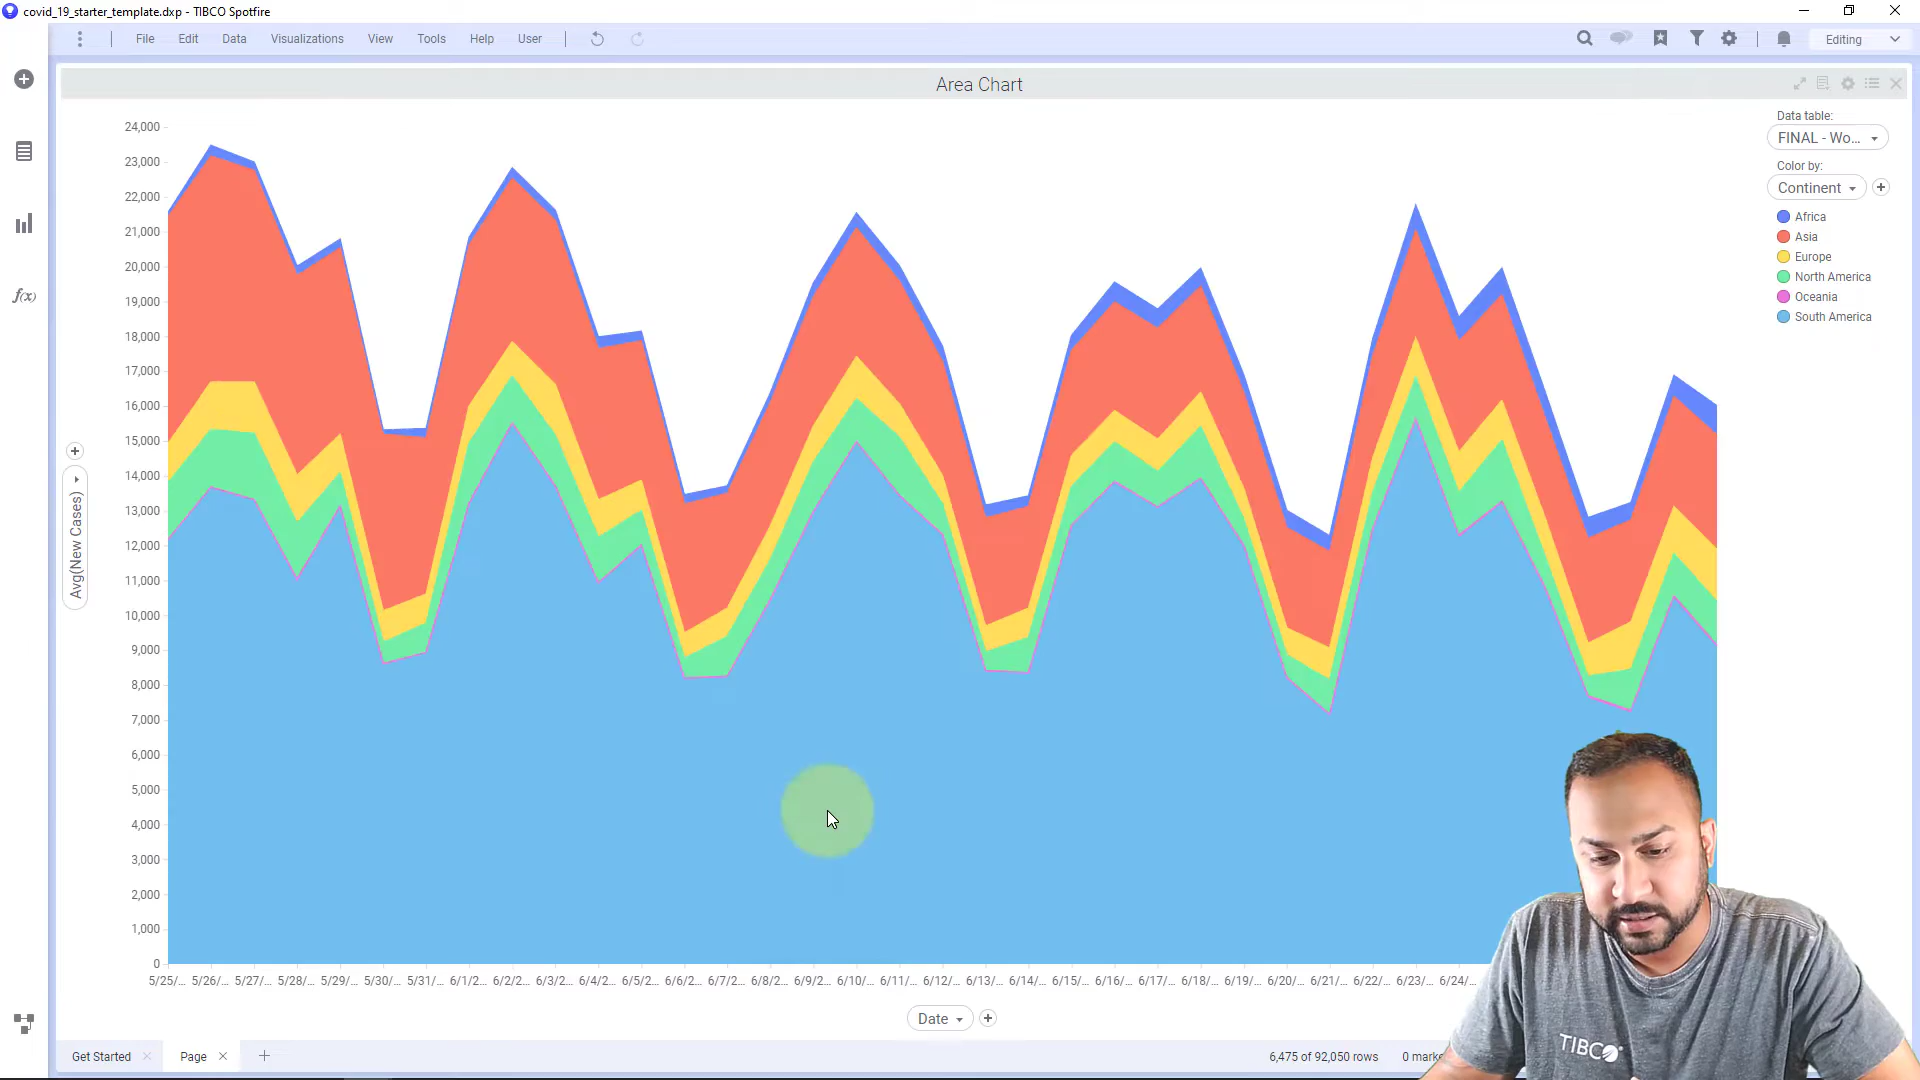 covid_19_starter_template.dxp - TIBCO Spotfire
File Edit Data Visualizations View Tools Help User Editing
Area Chart
Data table:
FINAL - Wo...
Color by:
Continent
Africa
Asia
Europe
North America
Oceania
South America
24,000
23,000
22,000
21,000
20,000
19,000
18,000
17,000
16,000
15,000
14,000
13,000
12,000
11,000
10,000
9,000
8,000
7,000
6,000
5,000
4,000
3,000
2,000
1,000
0
Avg(New Cases)
f(x)
5/25/... 5/26/... 5/27/... 5/28/... 5/29/... 5/30/... 5/31/... 6/1/2... 6/2/2... 6/3/2... 6/4/2... 6/5/2... 6/6/2... 6/7/2... 6/8/2... 6/9/2... 6/10/... 6/11/... 6/12/... 6/13/... 6/14/... 6/15/... 6/16/... 6/17/... 6/18/... 6/19/... 6/20/... 6/21/... 6/22/... 6/23/... 6/24/...
Date
Get Started Page 6,475 of 92,050 rows 0 marke
TIBCO